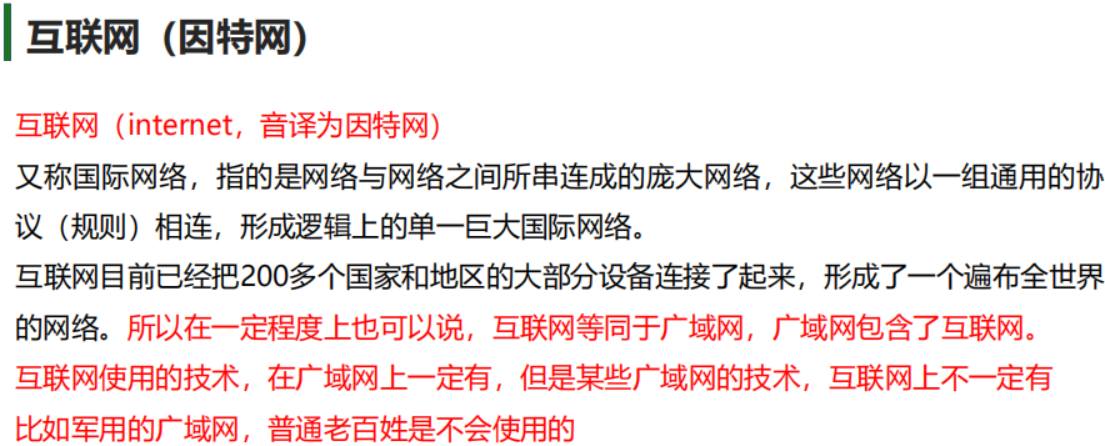 互联网（因特网）
互联网（internet，音译为因特网）
又称国际网络，指的是网络与网络之间所串连成的庞大网络，这些网络以一组通用的协
议（规则）相连，形成逻辑上的单一巨大国际网络。
互联网目前已经把200多个国家和地区的大部分设备连接了起来，形成了一个遍布全世界
的网络。所以在一定程度上也可以说，互联网等同于广域网，广域网包含了互联网。
互联网使用的技术，在广域网上一定有，但是某些广域网的技术，互联网上不一定有
比如军用的广域网，普通老百姓是不会使用的